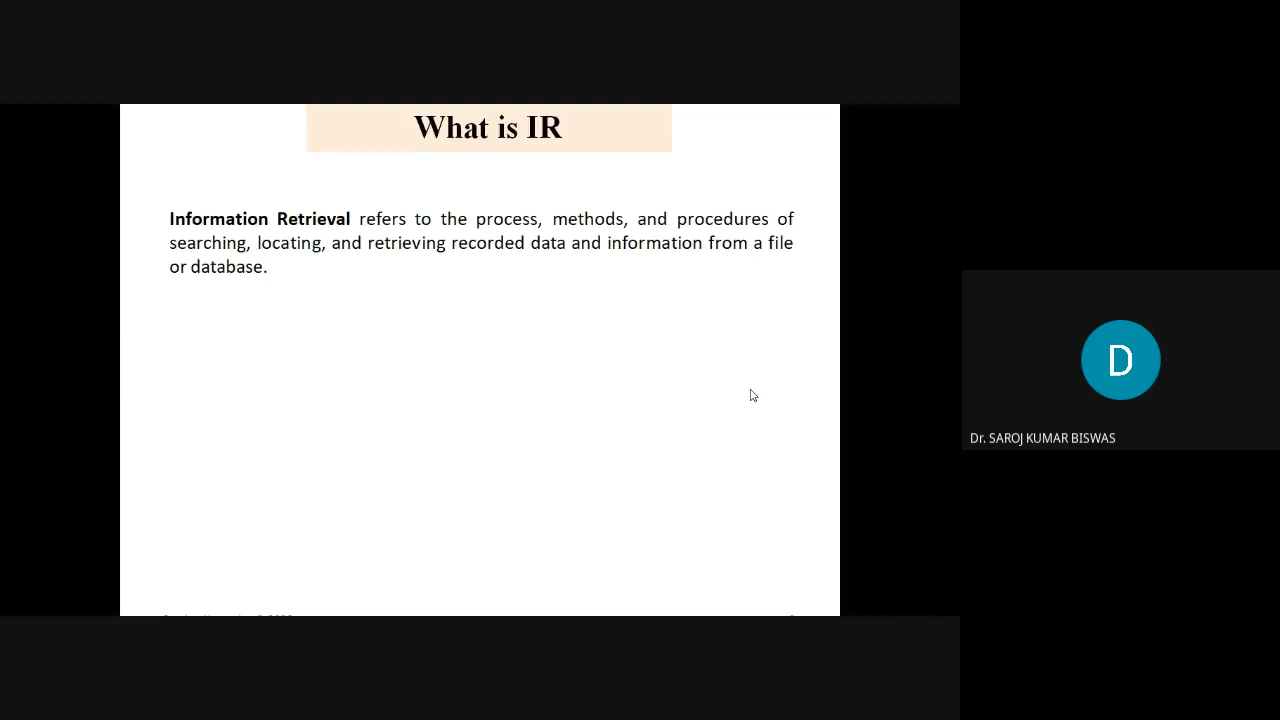 What is IR
Information Retrieval refers to the process, methods, and procedures of
searching, locating, and retrieving recorded data and information from a file
or database.
D
Dr. SAROJ KUMAR BISWAS